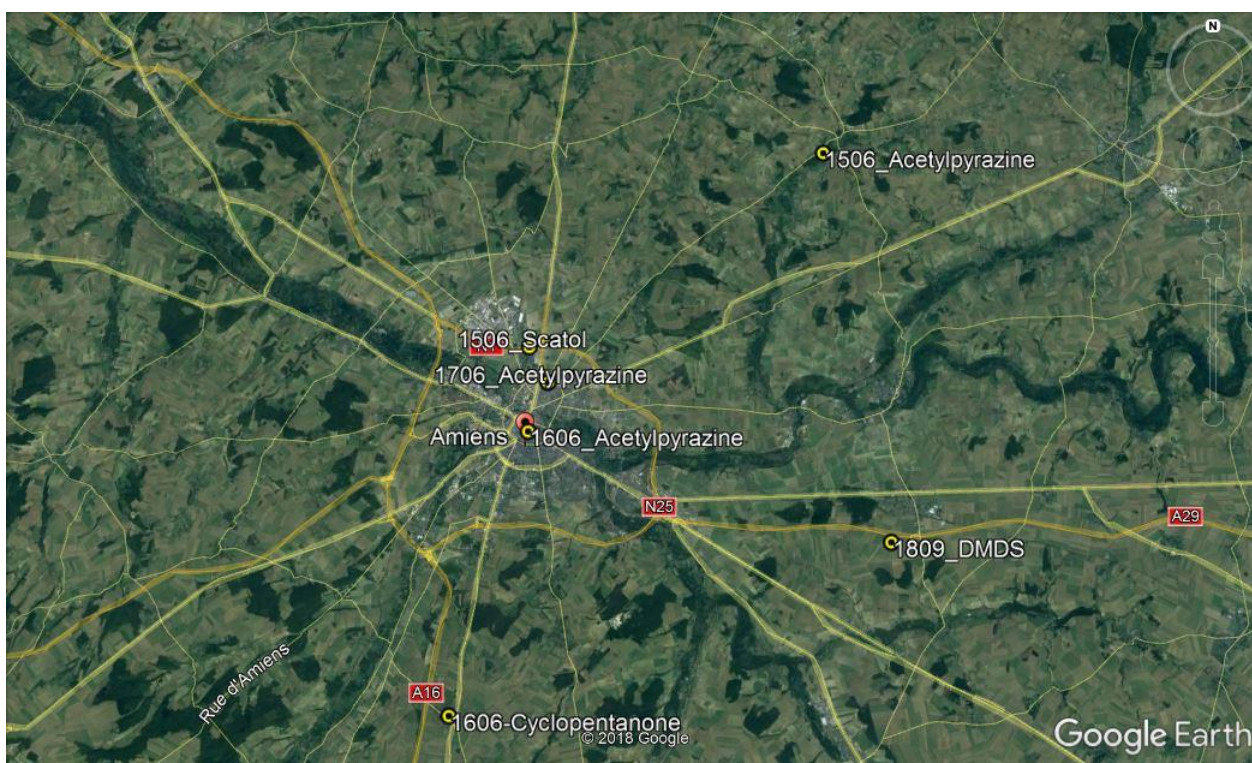 N
1506_Acetylpyrazine
1506_Scatol
1706_Acetylpyrazine
Amiens
1606_Acetylpyrazine
N25
A29
1809_DMDS
Rue d'Amiens
A16
1606-Cyclopentanone
© 2018 Google
Google Earth